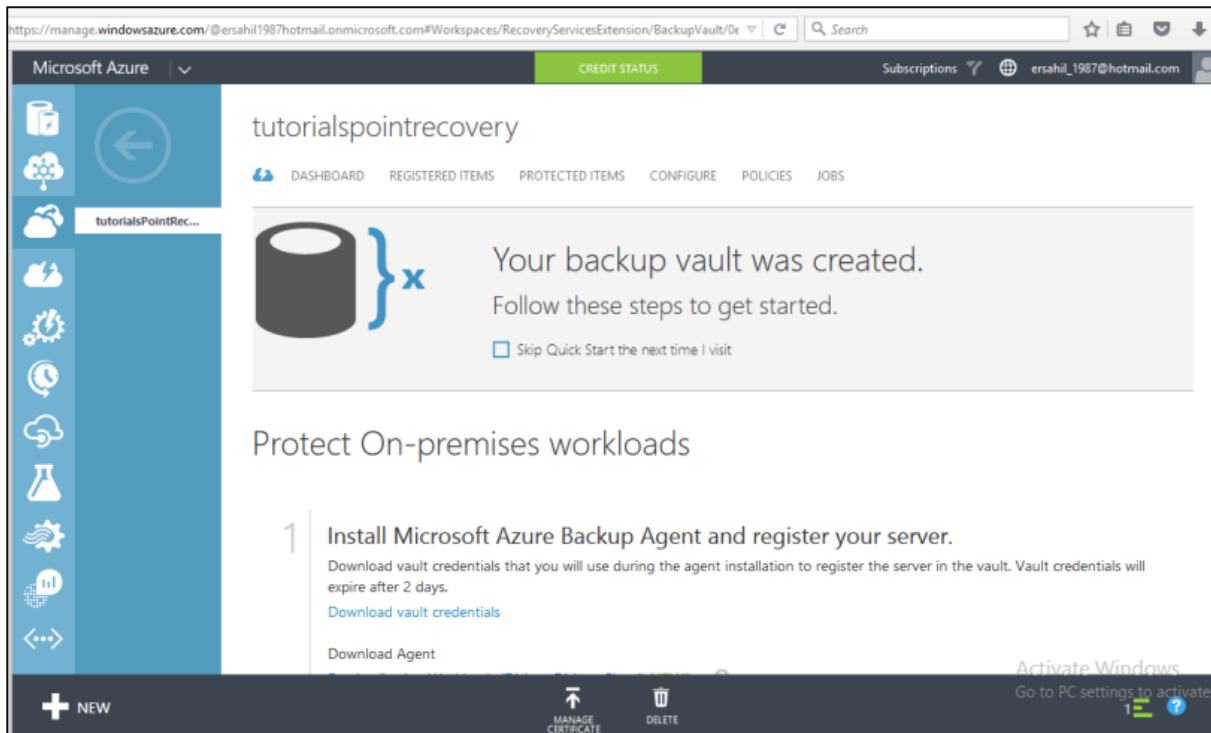 https://manage.windowsazure.com/@ersahil1987hotmail.onmicrosoft.com#Workspaces/RecoveryServicesExtension/BackupVault/0e
Search
Microsoft Azure
CREDIT STATUS
Subscriptions
ersahil_1987@hotmail.com
tutorialsPointRec...
tutorialspointrecovery
DASHBOARD REGISTERED ITEMS PROTECTED ITEMS CONFIGURE POLICIES JOBS
x
Your backup vault was created.
Follow these steps to get started.
Skip Quick Start the next time I visit
Protect On-premises workloads
1
Install Microsoft Azure Backup Agent and register your server.
Download vault credentials that you will use during the agent installation to register the server in the vault. Vault credentials will
expire after 2 days.
Download vault credentials
Download Agent
Activate Windows
Go to PC settings to activate
NEW
MANAGE
CERTIFICATE
DELETE
1
?